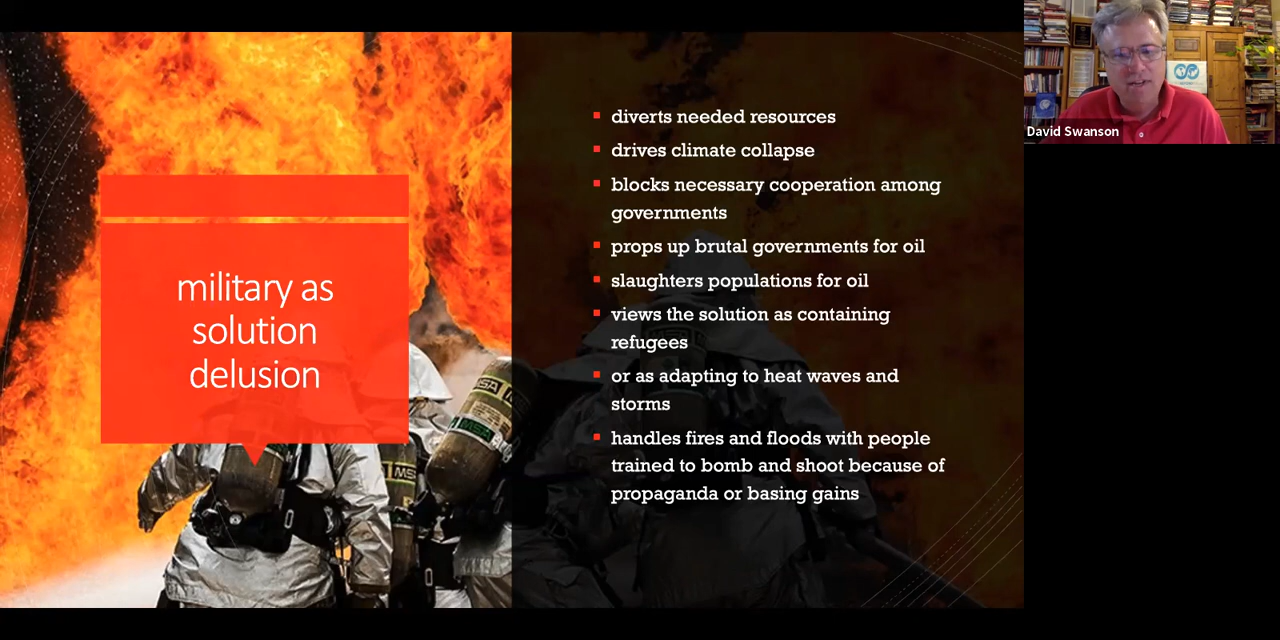 military as
solution
delusion
diverts needed resources
drives climate collapse
blocks necessary cooperation among
governments
props up brutal governments for oil
slaughters populations for oil
views the solution as containing
refugees
or as adapting to heat waves and
storms
handles fires and floods with people
trained to bomb and shoot because of
propaganda or basing gains
David Swanson
MSA
MSA
MS